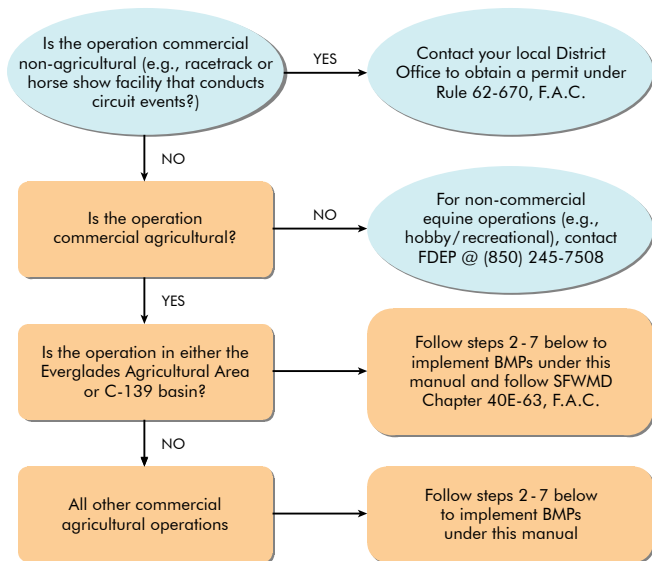 Is the operation commercial
non-agricultural (e.g., racetrack or
horse show facility that conducts
circuit events?)
YES
Contact your local District
Office to obtain a permit under
Rule 62-670, F.A.C.
NO
Is the operation
commercial agricultural?
NO
For non-commercial
equine operations (e.g.,
hobby/recreational), contact
FDEP @ (850) 245-7508
YES
Is the operation in either the
Everglades Agricultural Area
or C-139 basin?
Follow steps 2 - 7 below to
implement BMPs under this
manual and follow SFWMD
Chapter 40E-63, F.A.C.
NO
All other commercial
agricultural operations
Follow steps 2 - 7 below
to implement BMPs
under this manual